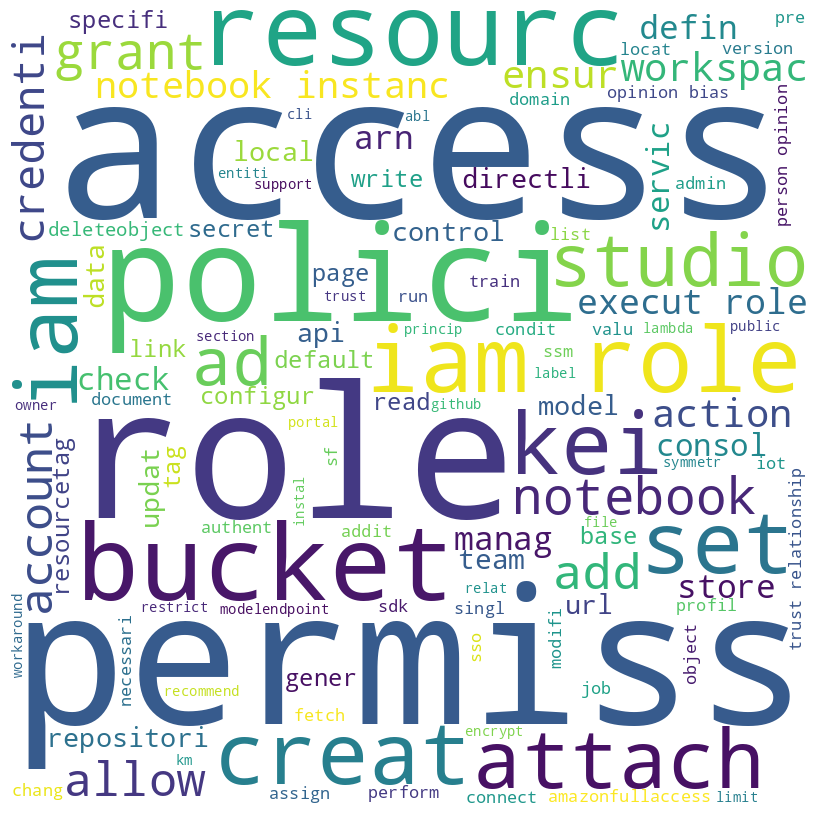 specifi
resourc
defin
pre
grant
locat
version
credenti
notebook instanc
ensur
workspac
access
cli
abl
domain
opinion bias
person opinion
arn
local
entiti
support
write
directli
servic
admin
deleteobject
secret
control
list
iam
data
polici
page
train
studio
trust
run
execut role
section
api
princip
condit
valu
lambda
public
link
ad
default
iam role
ssm
label
check
document
configur
read
github
model
owner
role
kei
action
portal
account
resourcetag
updat
tag
sf
consol
symmetr
iot
instal
notebook
authent
addit
file
bucket
manag
team
base
set
trust relationship
relat
add
store
workaround
restrict
modelendpoint
sdk
singl
url
profil
permiss
necessari
sso
modifi
object
gener
job
recommend
fetch
repositori
creat
encrypt
attach
km
allow
chang
assign
perform
connect
amazonfullaccess
limit